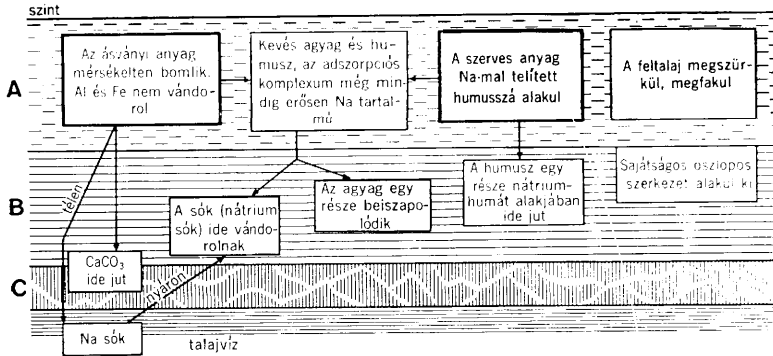 szint
A
Az ásványi anyag
mérsékelten bomlik.
Al és Fe nem vándo-
rol
Kevés agyag és hu-
musz, az adszorpciós
komplexum még min-
dig erősen Na tartal-
mú
A szerves anyag
Na-mal telített
humusszá alakul
A feltalaj megszür-
kül, megfakul
B
télen
A sók (nátrium
sók) ide vándo-
rolnak
Az agyag egy
része beiszapo-
lódik
A humusz egy
része nátrium-
humát alakjában
ide jut
Sajátságos oszlopos
szerkezet alakul ki
CaCO₃
ide jut
C
nyáron
Na sók
talajvíz